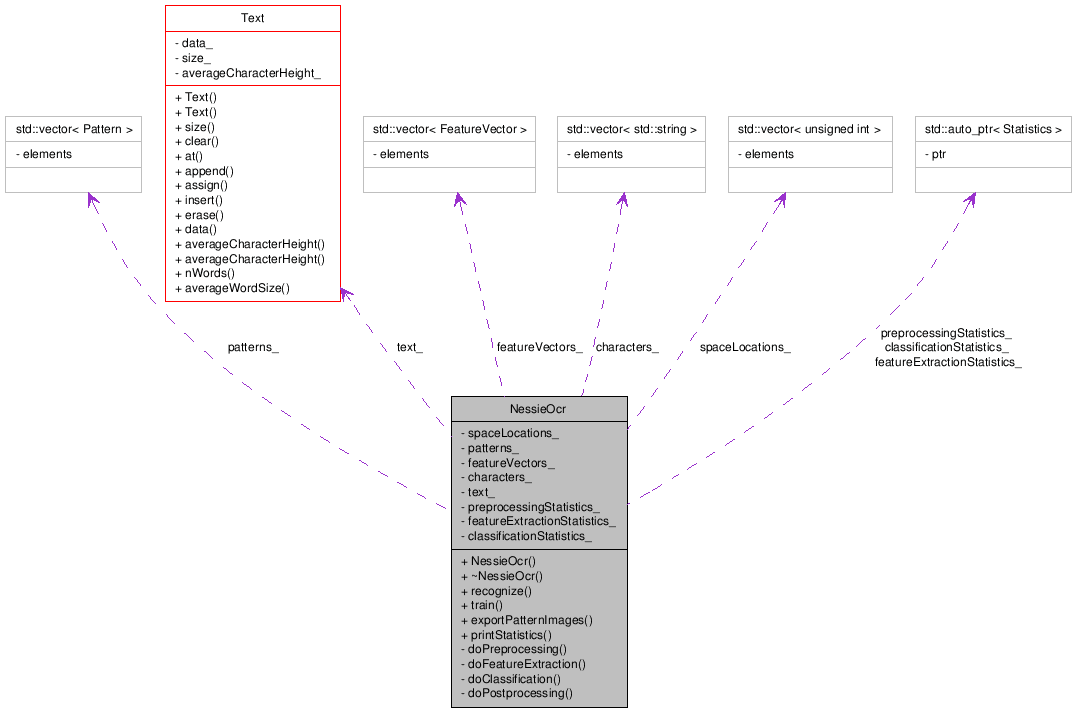 Text
- data_
- size_
- averageCharacterHeight_
+ Text()
+ Text()
+ size()
+ clear()
+ at()
+ append()
+ assign()
+ insert()
+ erase()
+ data()
+ averageCharacterHeight()
+ averageCharacterHeight()
+ nWords()
+ averageWordSize()
std::vector< Pattern >
- elements
std::vector< FeatureVector >
- elements
std::vector< std::string >
- elements
std::vector< unsigned int >
- elements
std::auto_ptr< Statistics >
- ptr
patterns_
text_
featureVectors_
characters_
spaceLocations_
preprocessingStatistics_
classificationStatistics_
featureExtractionStatistics_
NessieOcr
- spaceLocations_
- patterns_
- featureVectors_
- characters_
- text_
- preprocessingStatistics_
- featureExtractionStatistics_
- classificationStatistics_
+ NessieOcr()
+ ~NessieOcr()
+ recognize()
+ train()
+ exportPatternImages()
+ printStatistics()
- doPreprocessing()
- doFeatureExtraction()
- doClassification()
- doPostprocessing()